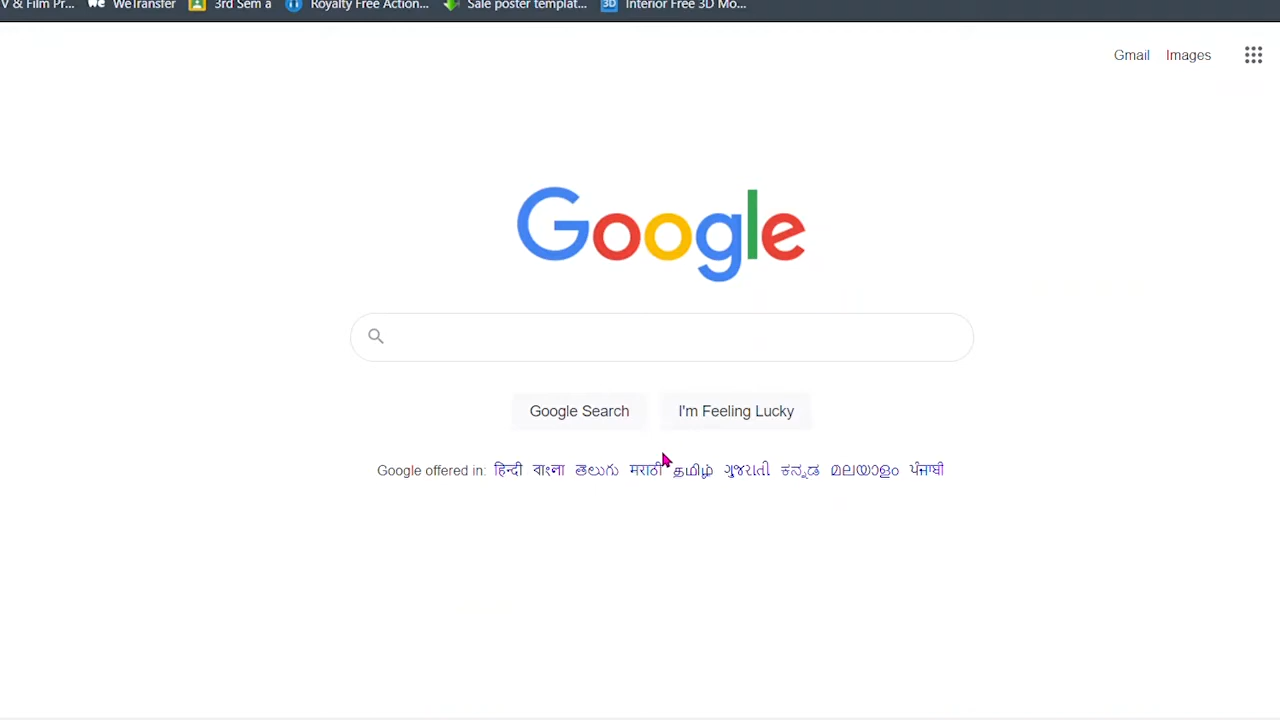 V & Film Pr... WeTransfer 3rd Sem a Royalty Free Action... Sale poster templat... 3D Interior Free 3D Mo...
Gmail Images
Google
Google Search I'm Feeling Lucky
Google offered in: हिन्दी বাংলা తెలుగు मराठी தமிழ் ગુજરાતી ಕನ್ನಡ മലയാളം ਪੰਜਾਬੀ